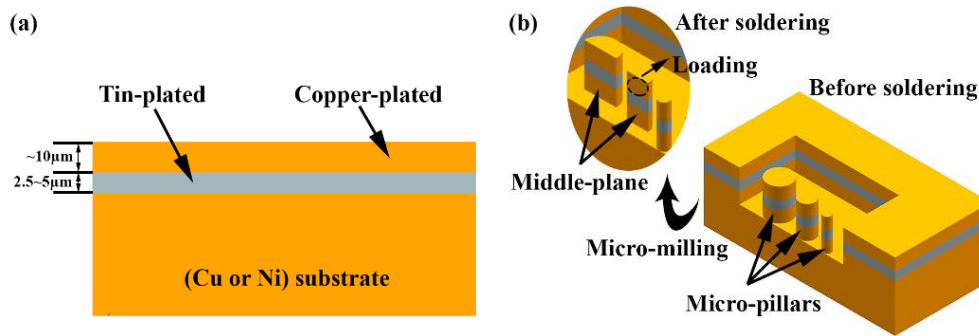 (a)
Tin-plated
Copper-plated
~10μm
2.5~5μm
(Cu or Ni) substrate
(b)
After soldering
Loading
Before soldering
Middle-plane
Micro-milling
Micro-pillars